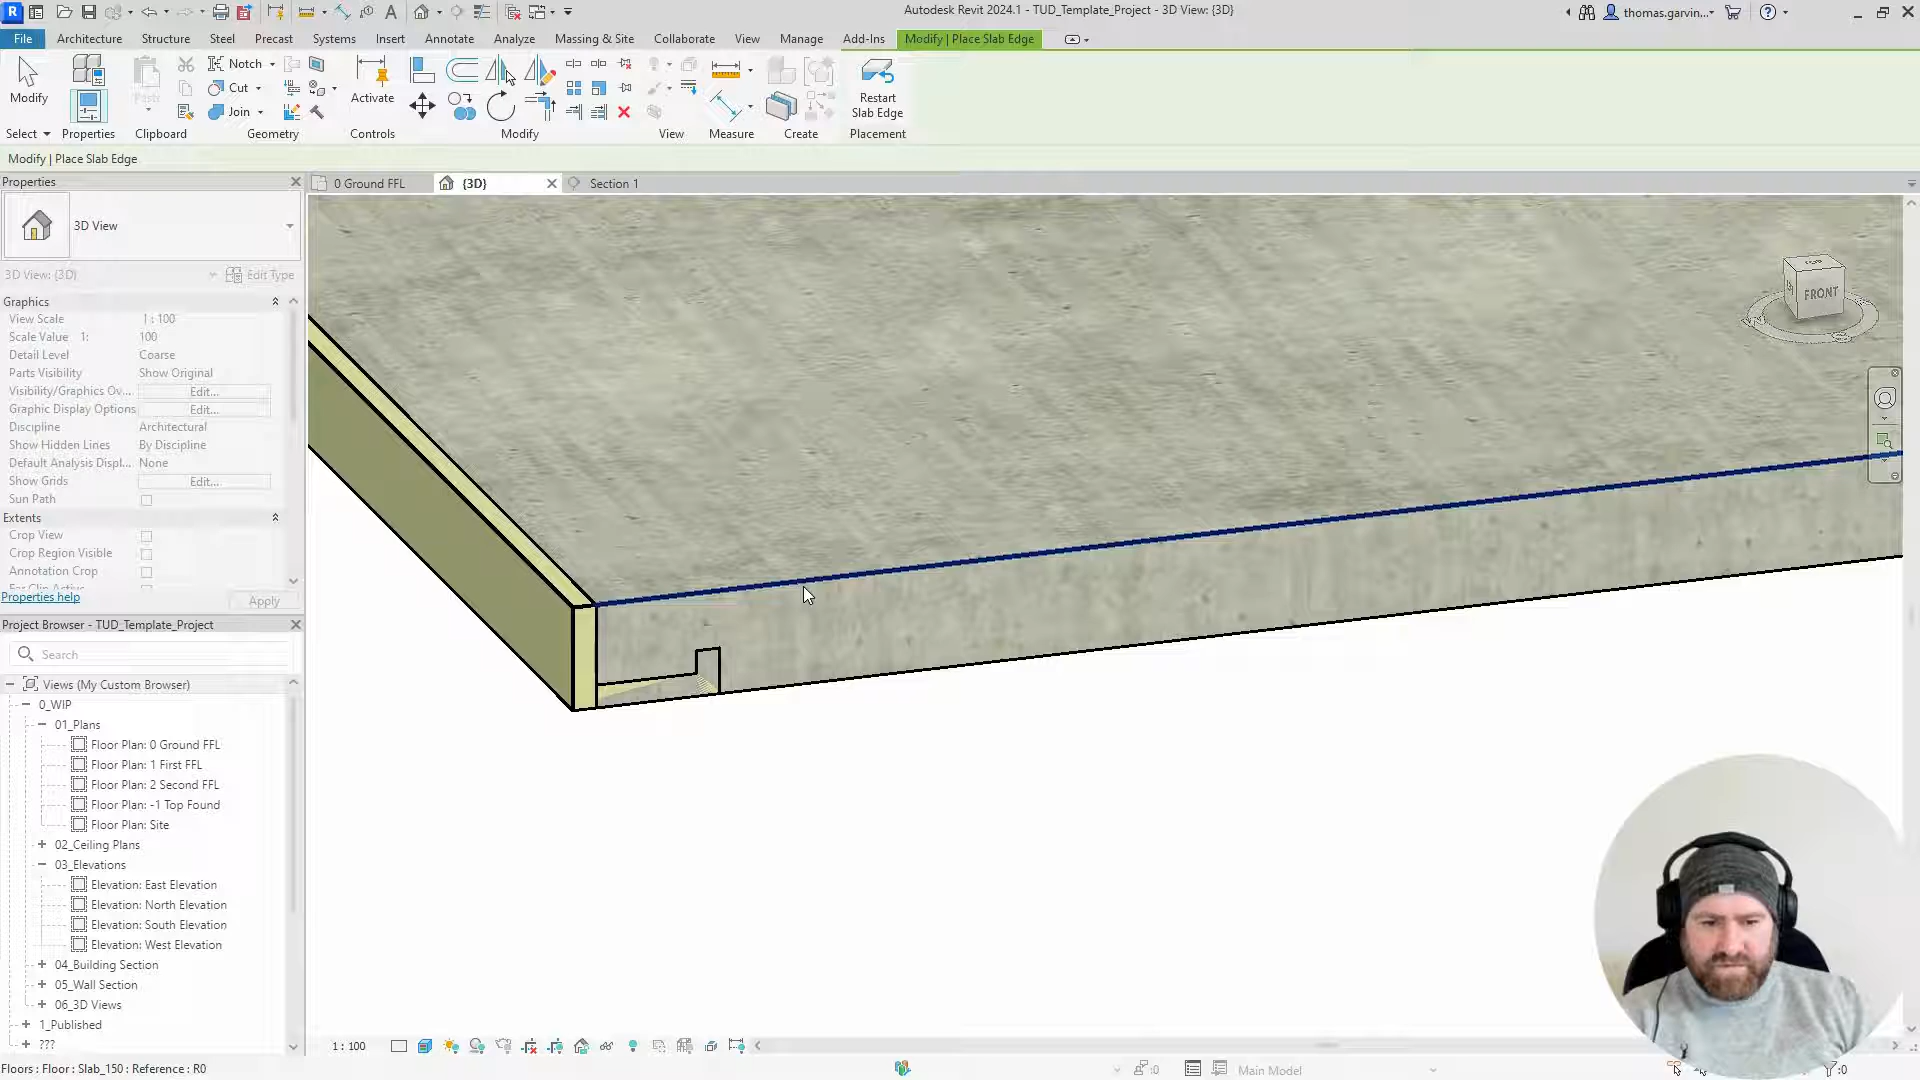 Autodesk Revit 2024.1 - TUD_Template_Project - 3D View: {3D}
thomas.garvin...
File Architecture Structure Steel Precast Systems Insert Annotate Analyze Massing & Site Collaborate View Manage Add-Ins Modify | Place Slab Edge
Modify
Paste
Notch
Cut
Join
Activate
Restart
Slab Edge
Select Properties Clipboard Geometry Controls Modify View Measure Create Placement
Modify | Place Slab Edge
Properties
0 Ground FFL
{3D}
Section 1
3D View
3D View: {3D}
Edit Type
Graphics
View Scale 1 : 100
Scale Value 1: 100
Detail Level Coarse
Parts Visibility Show Original
Visibility/Graphics Ov... Edit...
Graphic Display Options Edit...
Discipline Architectural
Show Hidden Lines By Discipline
Default Analysis Displ... None
Show Grids Edit...
Sun Path
Extents
Crop View
Crop Region Visible
Annotation Crop
Properties help
Apply
Project Browser - TUD_Template_Project
Search
Views (My Custom Browser)
0_WIP
01_Plans
Floor Plan: 0 Ground FFL
Floor Plan: 1 First FFL
Floor Plan: 2 Second FFL
Floor Plan: -1 Top Found
Floor Plan: Site
02_Ceiling Plans
03_Elevations
Elevation: East Elevation
Elevation: North Elevation
Elevation: South Elevation
Elevation: West Elevation
04_Building Section
05_Wall Section
06_3D Views
1_Published
???
TOP
FRONT
1 : 100
Floors : Floor : Slab_150 : Reference : R0
:0
Main Model
:0